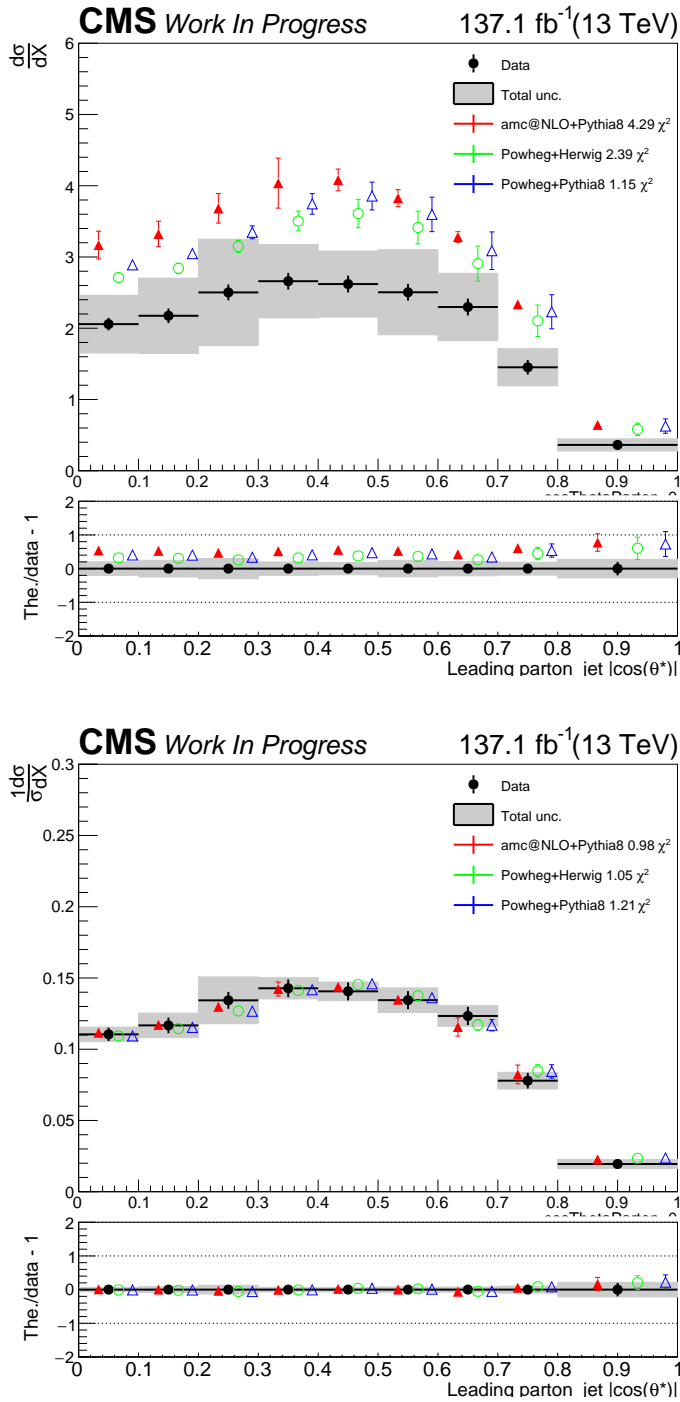 CMS Work In Progress 137.1 fb⁻¹(13 TeV)
dσ
dX
6
Data
Total unc.
amc@NLO+Pythia8 4.29 χ²
Powheg+Herwig 2.39 χ²
Powheg+Pythia8 1.15 χ²
5
4
3
2
1
0
0 0.1 0.2 0.3 0.4 0.5 0.6 0.7 0.8 0.9 1
The./data - 1
2
1
0
−1
−2
0 0.1 0.2 0.3 0.4 0.5 0.6 0.7 0.8 0.9 1
Leading parton jet |cos(θ*)|
CMS Work In Progress 137.1 fb⁻¹(13 TeV)
1dσ
σdX
0.3
Data
Total unc.
amc@NLO+Pythia8 0.98 χ²
Powheg+Herwig 1.05 χ²
Powheg+Pythia8 1.21 χ²
0.25
0.2
0.15
0.1
0.05
0
0 0.1 0.2 0.3 0.4 0.5 0.6 0.7 0.8 0.9 1
The./data - 1
2
1
0
−1
−2
0 0.1 0.2 0.3 0.4 0.5 0.6 0.7 0.8 0.9 1
Leading parton jet |cos(θ*)|